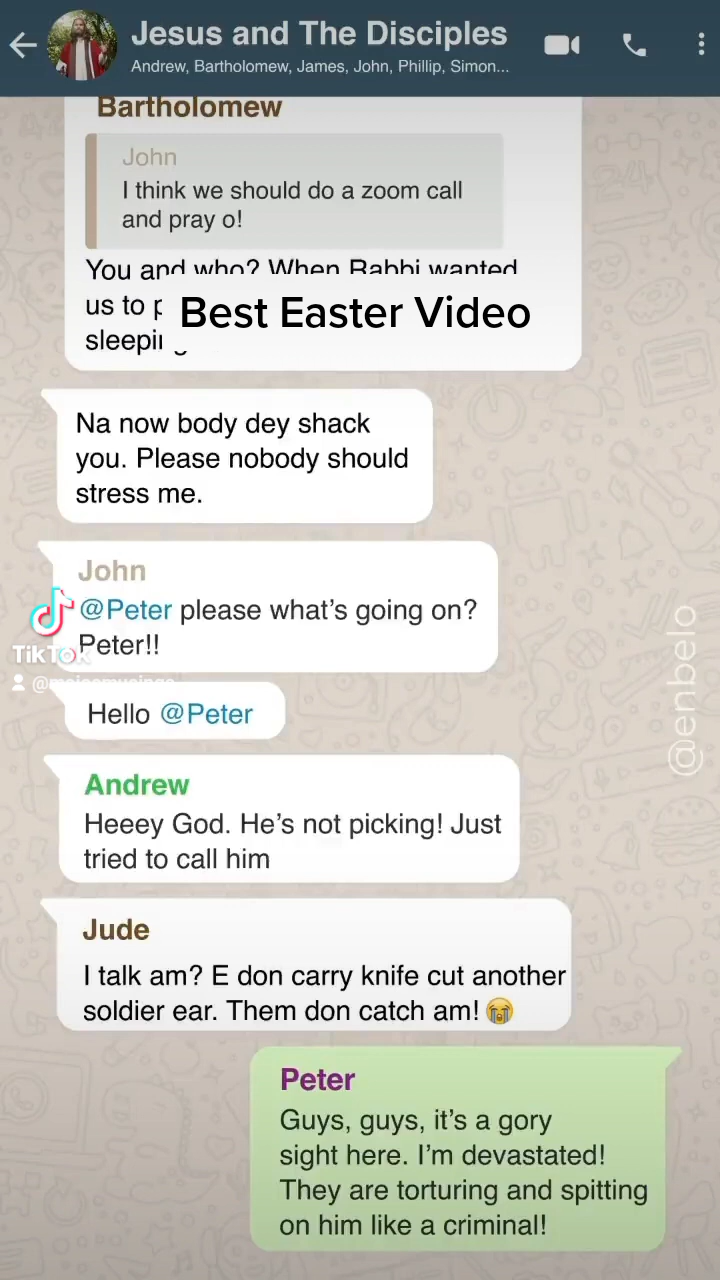 Jesus and The Disciples
Andrew, Bartholomew, James, John, Phillip, Simon...
Bartholomew
John
I think we should do a zoom call
and pray o!
You and who? When Rabbi wanted
us to
Best Easter Video
Na now body dey shack
you. Please nobody should
stress me.
John
@Peter please what's going on?
Peter!!
TikTok
Hello @Peter
@enbelo
Andrew
Heeey God. He's not picking! Just
tried to call him
Jude
I talk am? E don carry knife cut another
soldier ear. Them don catch am! 😭
Peter
Guys, guys, it's a gory
sight here. I'm devastated!
They are torturing and spitting
on him like a criminal!